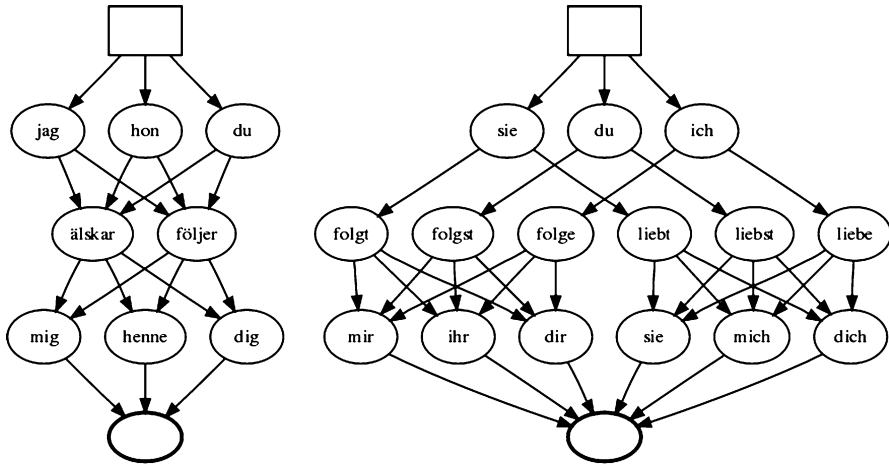 jag hon du
älskar följer
mig henne dig
sie du ich
folgt folgst folge liebt liebst liebe
mir ihr dir sie mich dich